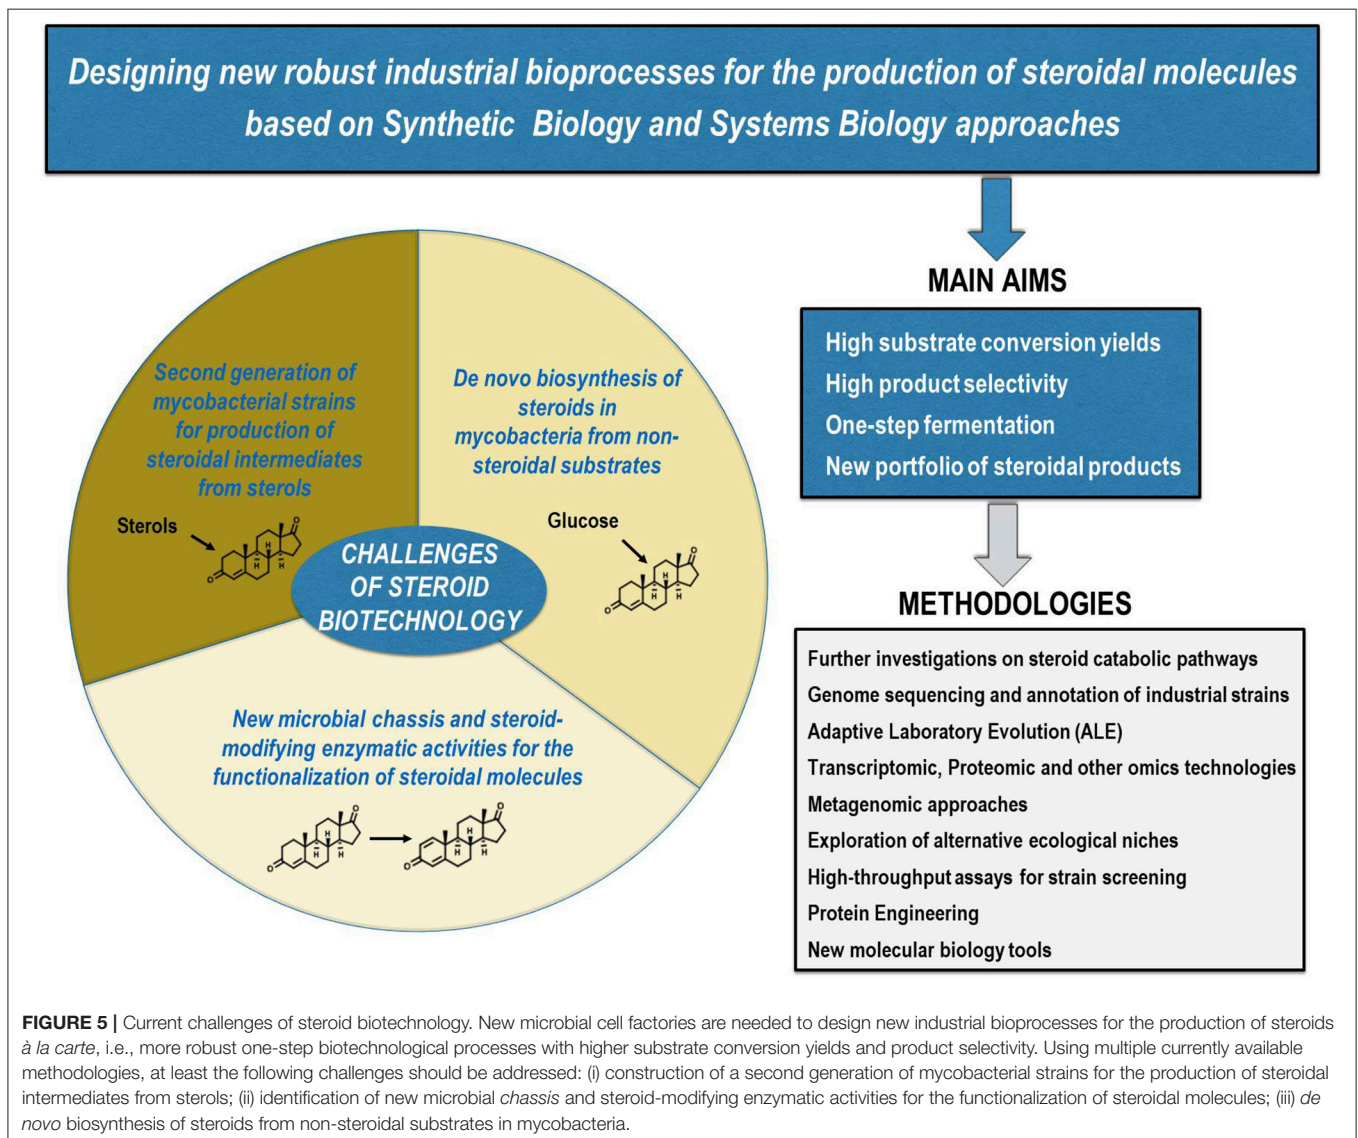 Designing new robust industrial bioprocesses for the production of steroidal molecules
based on Synthetic Biology and Systems Biology approaches
Second generation of
mycobacterial strains
for production of
steroidal intermediates
from sterols
Sterols
O
H
H
H
O
De novo biosynthesis of
steroids in
mycobacteria from non-
steroidal substrates
Glucose
O
H
H
H
O
CHALLENGES
OF STEROID
BIOTECHNOLOGY
New microbial chassis and steroid-
modifying enzymatic activities for the
functionalization of steroidal molecules
O
H
H
H
O
O
H
H
H
O
MAIN AIMS
High substrate conversion yields
High product selectivity
One-step fermentation
New portfolio of steroidal products
METHODOLOGIES
Further investigations on steroid catabolic pathways
Genome sequencing and annotation of industrial strains
Adaptive Laboratory Evolution (ALE)
Transcriptomic, Proteomic and other omics technologies
Metagenomic approaches
Exploration of alternative ecological niches
High-throughput assays for strain screening
Protein Engineering
New molecular biology tools
FIGURE 5 | Current challenges of steroid biotechnology. New microbial cell factories are needed to design new industrial bioprocesses for the production of steroids
à la carte, i.e., more robust one-step biotechnological processes with higher substrate conversion yields and product selectivity. Using multiple currently available
methodologies, at least the following challenges should be addressed: (i) construction of a second generation of mycobacterial strains for the production of steroidal
intermediates from sterols; (ii) identification of new microbial chassis and steroid-modifying enzymatic activities for the functionalization of steroidal molecules; (iii) de
novo biosynthesis of steroids from non-steroidal substrates in mycobacteria.